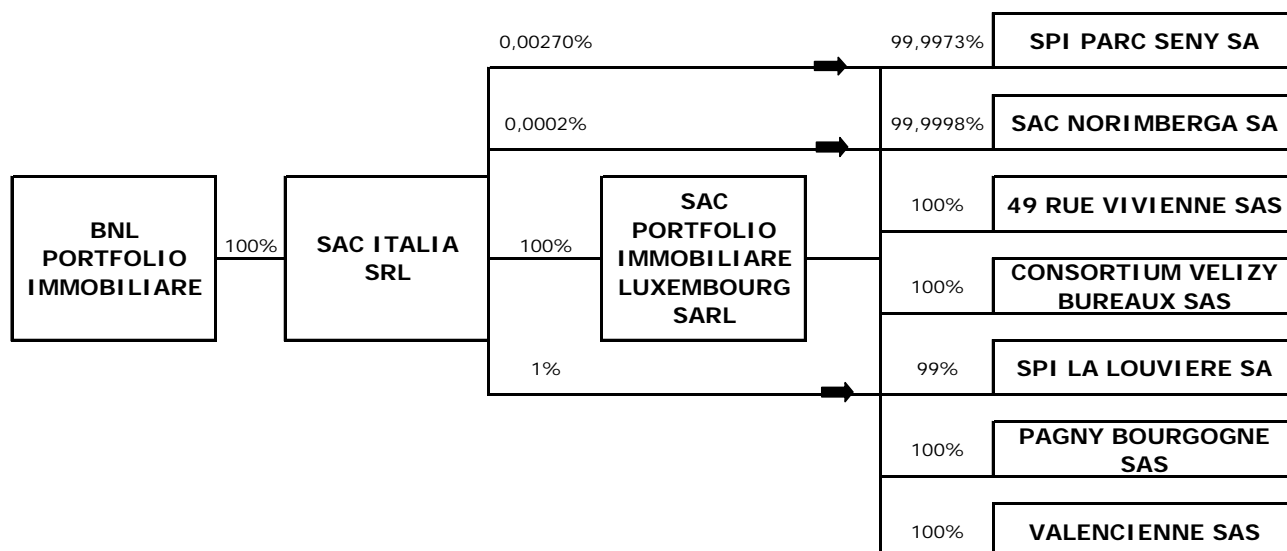 0,00270%
99,9973%
SPI PARC SENY SA
0,0002%
99,9998%
SAC NORIMBERGA SA
BNL
PORTFOLIO
IMMOBILIARE
100%
SAC ITALIA
SRL
100%
SAC
PORTFOLIO
IMMOBILIARE
LUXEMBOURG
SARL
100%
49 RUE VIVIENNE SAS
100%
CONSORTIUM VELIZY
BUREAUX SAS
1%
99%
SPI LA LOUVIERE SA
100%
PAGNY BOURGOGNE
SAS
100%
VALENCIENNE SAS